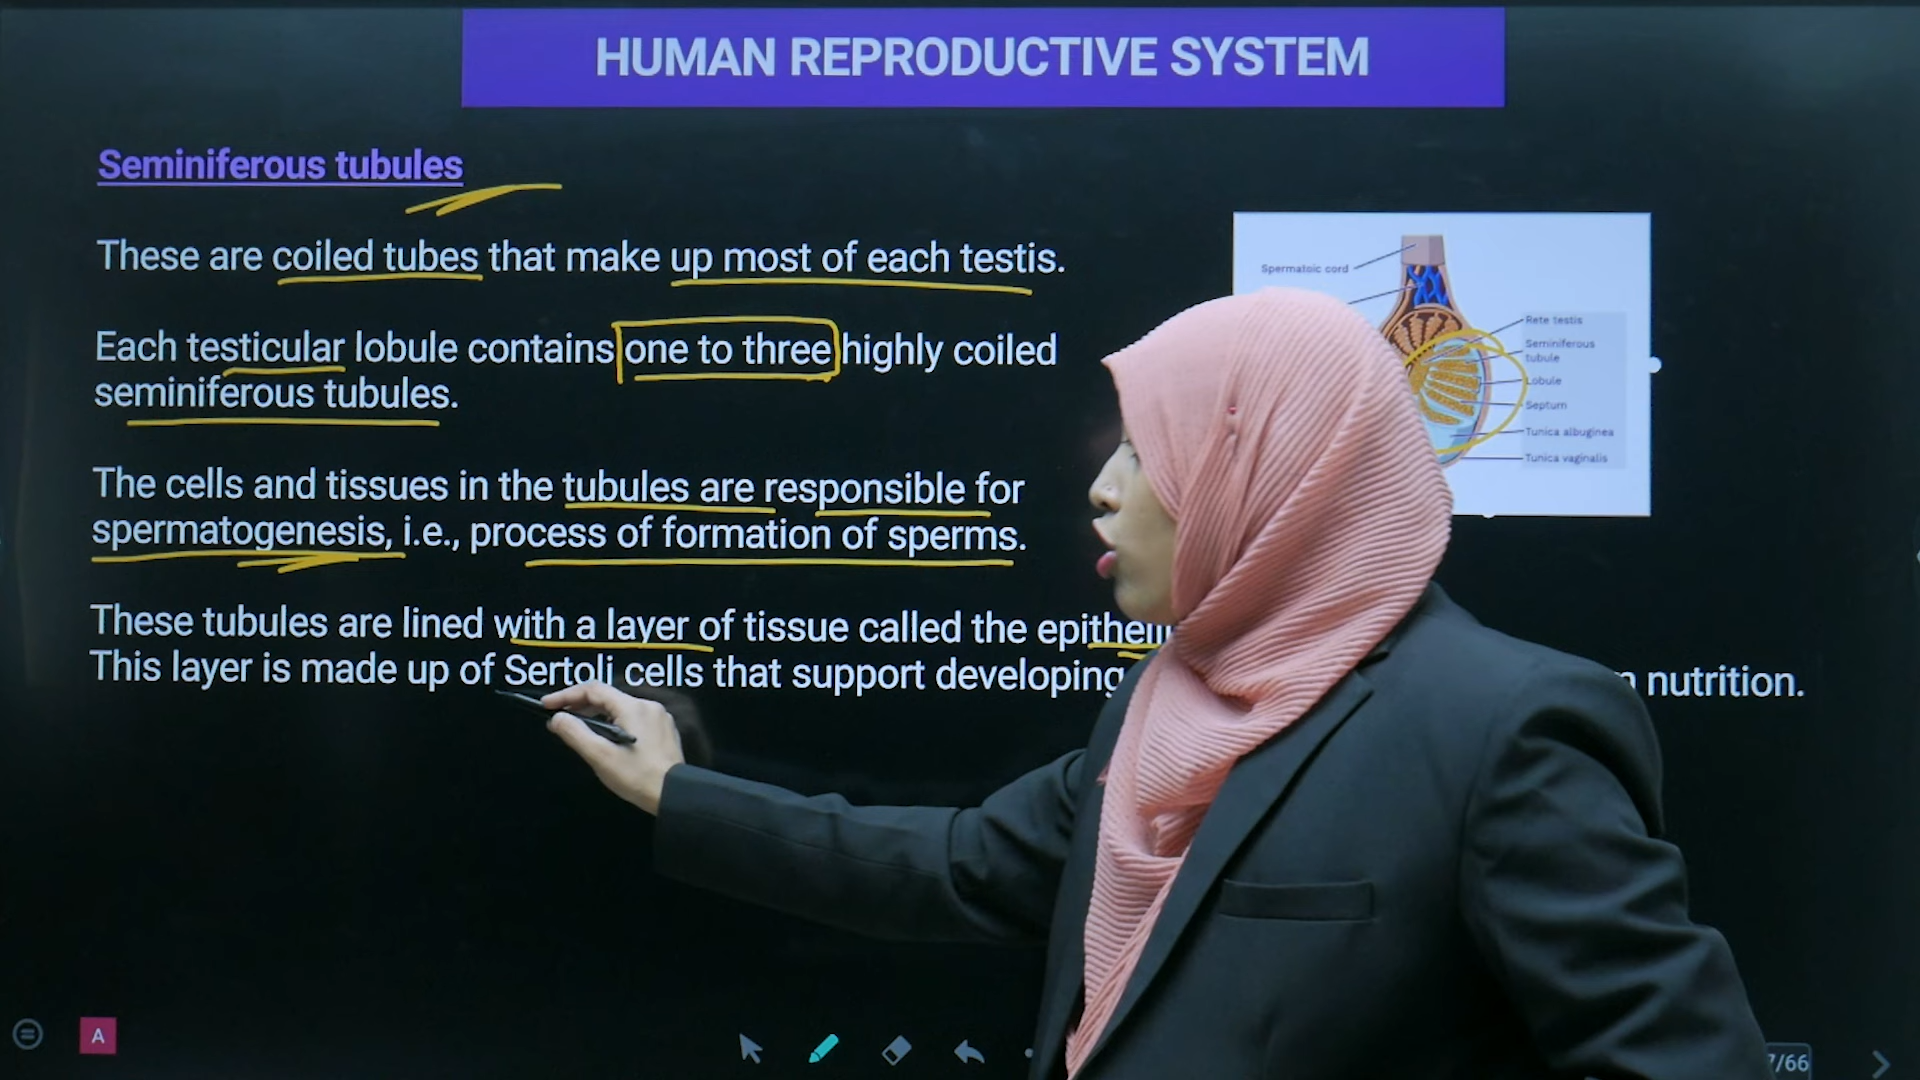 HUMAN REPRODUCTIVE SYSTEM
Seminiferous tubules
These are coiled tubes that make up most of each testis.
Each testicular lobule contains one to three highly coiled
seminiferous tubules.
The cells and tissues in the tubules are responsible for
spermatogenesis, i.e., process of formation of sperms.
These tubules are lined with a layer of tissue called the
This layer is made up of Sertoli cells that support developing nutrition.
Spermatoic cord
Rete testis
Seminiferous
tubule
Lobule
Septum
Tunica albuginea
Tunica vaginalis
A
7/66